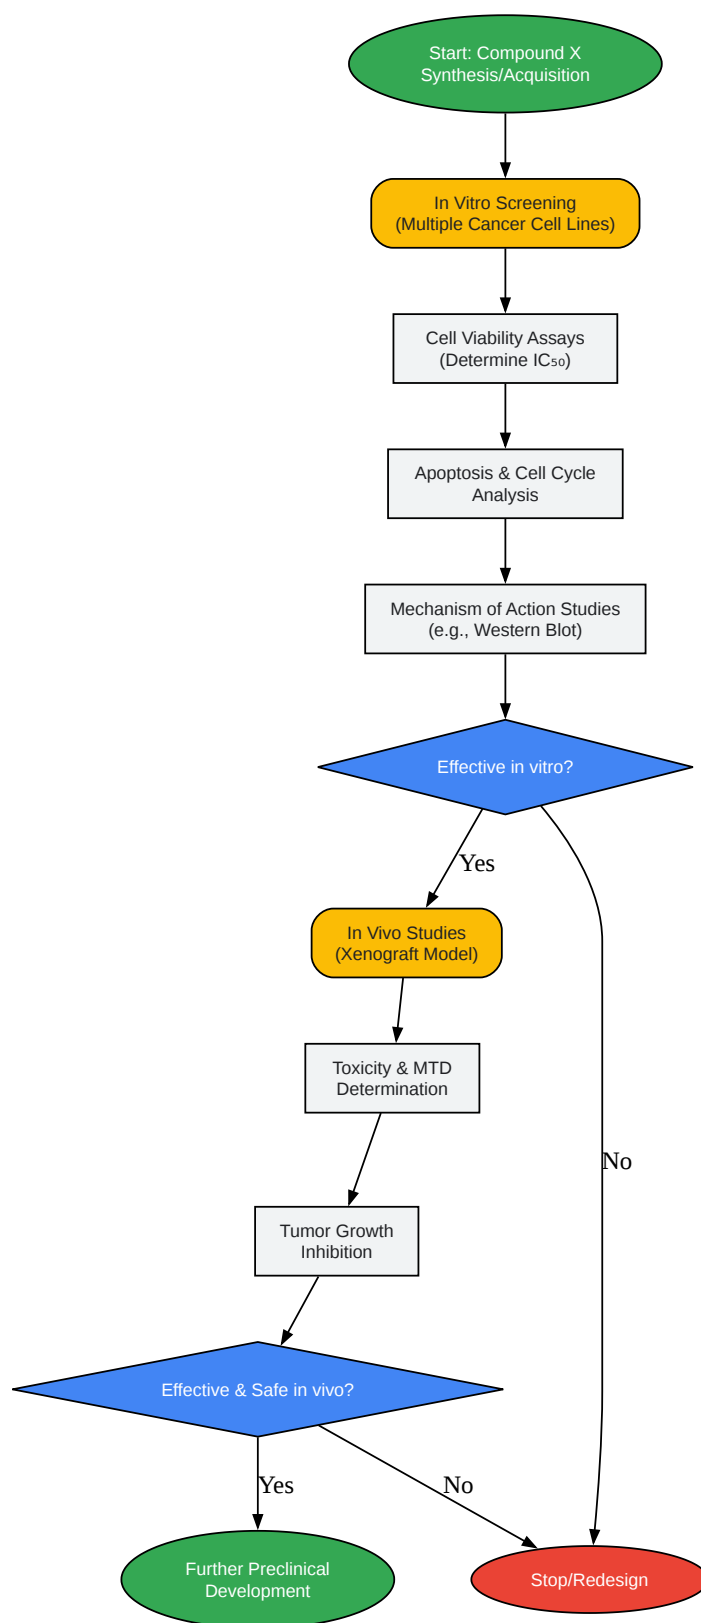 Start: Compound X
Synthesis/Acquisition
In Vitro Screening
(Multiple Cancer Cell Lines)
Cell Viability Assays
(Determine IC₅₀)
Apoptosis & Cell Cycle
Analysis
Mechanism of Action Studies
(e.g., Western Blot)
Effective in vitro?
Yes
In Vivo Studies
(Xenograft Model)
Toxicity & MTD
Determination
No
Tumor Growth
Inhibition
Effective & Safe in vivo?
Yes
No
Further Preclinical
Development
Stop/Redesign